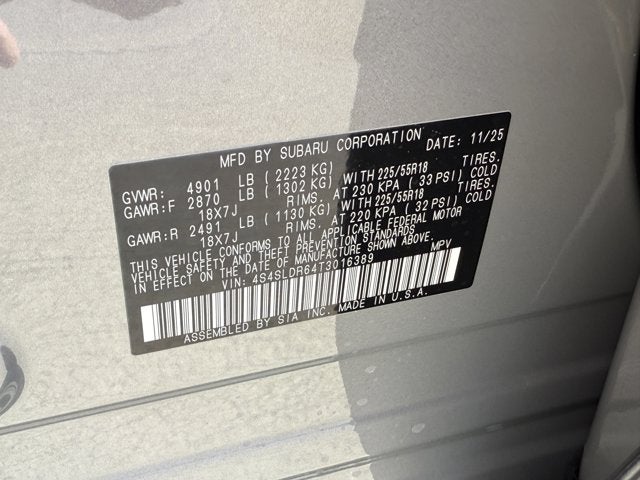 MFD BY SUBARU CORPORATION DATE: 11/25
GVWR: 4901 LB ( 2223 KG)
GAWR:F 2870 LB ( 1302 KG) WITH 225/55R18 TIRES.
18X7J RIMS. AT 230 KPA ( 33 PSI) COLD
GAWR:R 2491 LB ( 1130 KG) WITH 225/55R18 TIRES.
18X7J RIMS. AT 220 KPA ( 32 PSI) COLD
THIS VEHICLE CONFORMS TO ALL APPLICABLE FEDERAL MOTOR
VEHICLE SAFETY AND THEFT PREVENTION STANDARDS
IN EFFECT ON THE DATE OF MANUFACTURE SHOWN ABOVE.
VIN: 4S4SLDR64T3016389 MPV
ASSEMBLED BY SIA INC. MADE IN U.S.A.